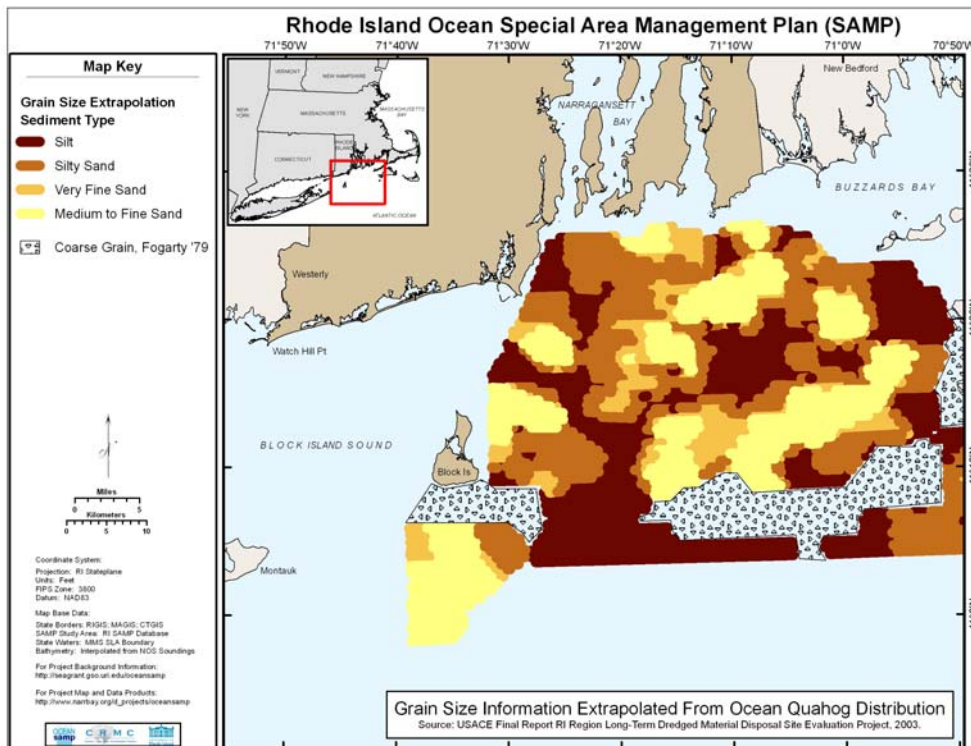 Rhode Island Ocean Special Area Management Plan (SAMP)
71°50'W 71°40'W 71°30'W 71°20'W 71°10'W 71°0'W 70°50'W
Map Key
Grain Size Extrapolation
Sediment Type
Silt
Silty Sand
Very Fine Sand
Medium to Fine Sand
Coarse Grain, Fogarty '79
Miles
0 5
Kilometers
0 5 10
Coordinate System:
Projection: RI Stateplane
Units: Feet
FIPS Zone: 3800
Datum: NAD83
Map Base Data:
State Borders: RIGIS; MAGIS; CTGIS
SAMP Study Area: RI SAMP Database
State Waters: MMS SLA Boundary
Bathymetry: Interpolated from NOS Soundings
For Project Background Information:
http://seagrant.gso.uri.edu/oceansamp
For Project Map and Data Products:
http://www.narrbay.org/d_projects/oceansamp
OCEAN
samp
CRMC
VERMONT
NEW HAMPSHIRE
NEW
YORK
MASSACHUSETTS
MASSACHUSETTS
BAY
CONNECTICUT
RHODE
ISLAND
ATLANTIC OCEAN
NARRAGANSETT
BAY
New Bedford
BUZZARDS BAY
Westerly
Watch Hill Pt
BLOCK ISLAND SOUND
Block Is
Montauk
Grain Size Information Extrapolated From Ocean Quahog Distribution
Source: USACE Final Report RI Region Long-Term Dredged Material Disposal Site Evaluation Project, 2003.